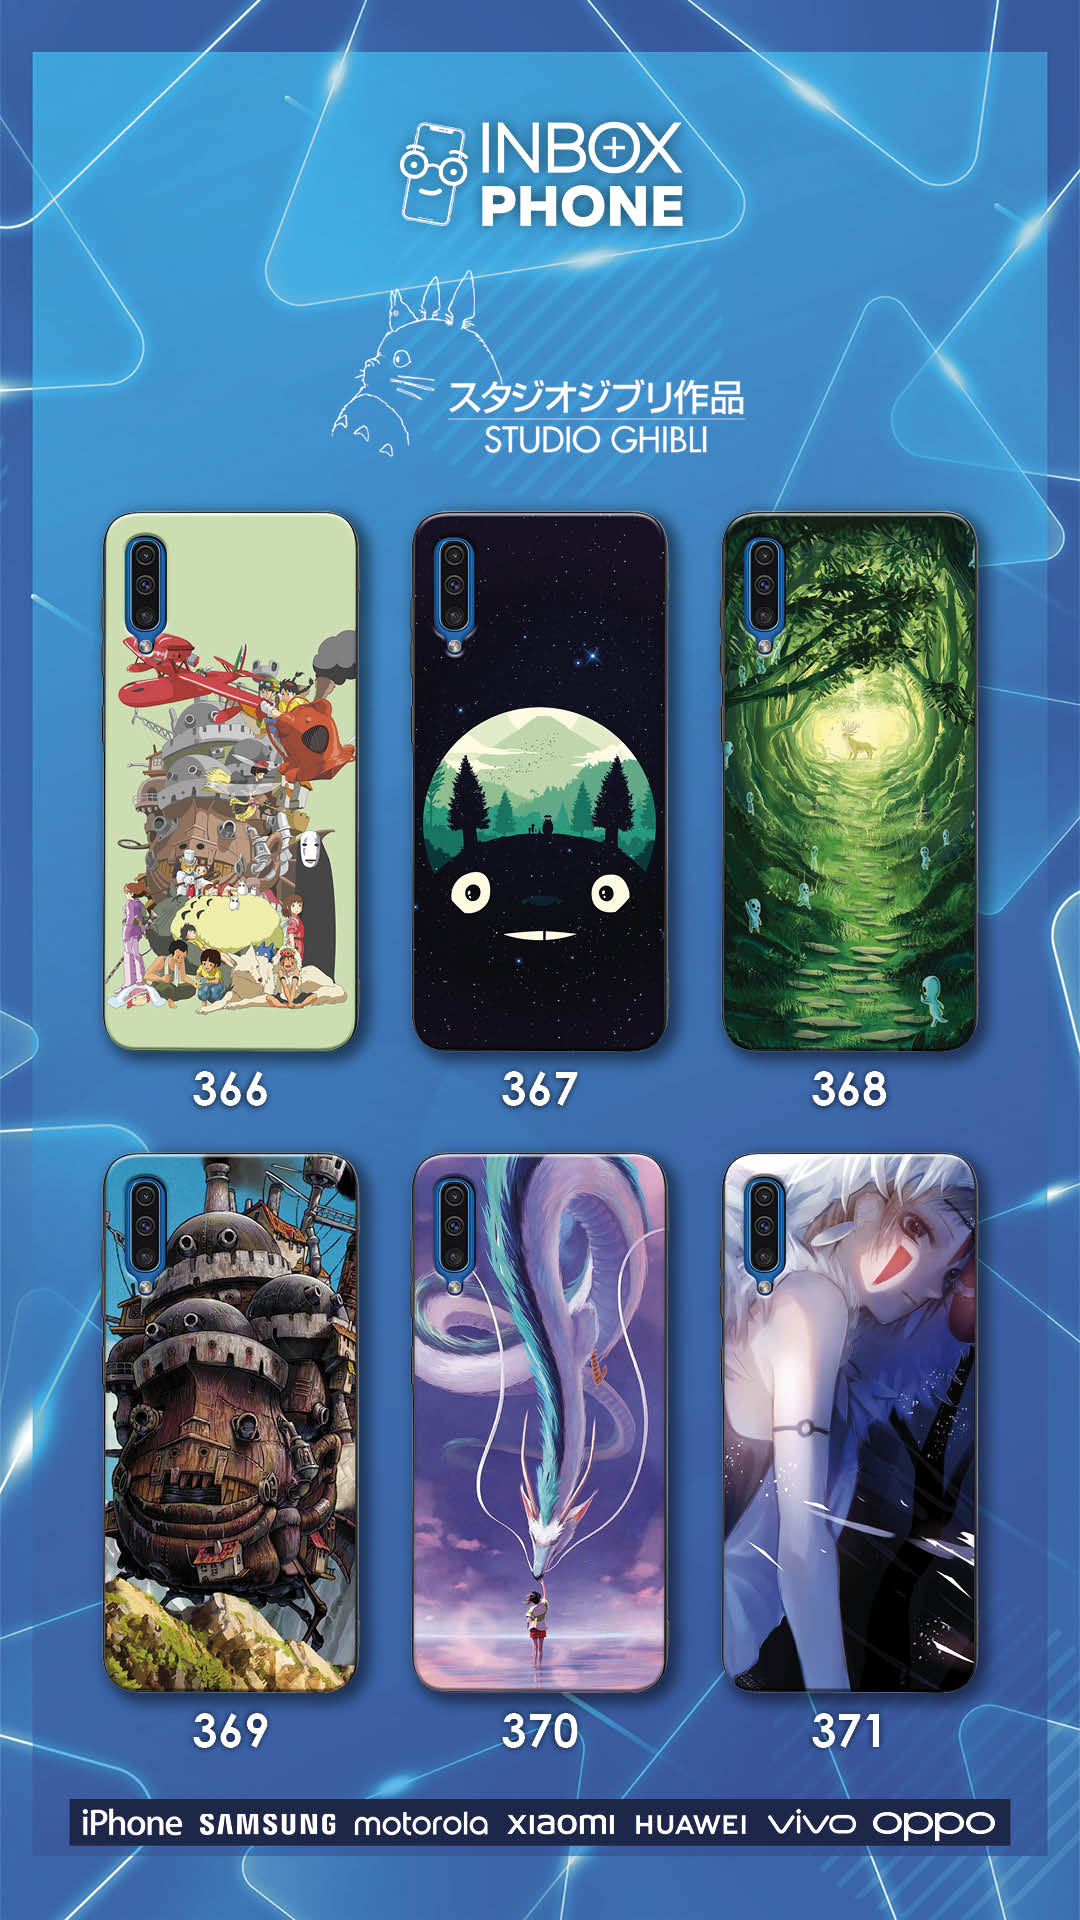 INBOX
PHONE
スタジオジブリ作品
STUDIO GHIBLI
366 367 368
369 370 371
iPhone SAMSUNG motorola xiaomi HUAWEI vivo oppo